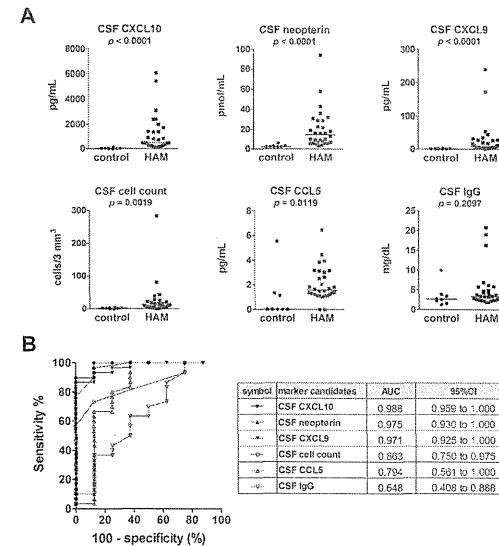 A
CSF CXCL10
p < 0.0001
pg/mL
8000
6000
4000
2000
0
control HAM
CSF neopterin
p < 0.0001
pmol/mL
100
80
60
40
20
0
control HAM
CSF CXCL9
p < 0.0001
pg/mL
300
200
100
0
control HAM
CSF cell count
p = 0.0019
cells/3 mm³
300
200
100
0
control HAM
CSF CCL5
p = 0.0119
pg/mL
8
6
4
2
0
control HAM
CSF IgG
p = 0.2097
mg/dL
25
20
15
10
5
0
control HAM
B
Sensitivity %
100
80
60
40
20
0
0 20 40 60 80 100
100 - specificity (%)
symbol marker candidates AUC 95%CI
CSF CXCL10 0.988 0.959 to 1.000
CSF neopterin 0.975 0.930 to 1.000
CSF CXCL9 0.971 0.925 to 1.000
CSF cell count 0.863 0.750 to 0.975
CSF CCL5 0.794 0.561 to 1.000
CSF IgG 0.648 0.408 to 0.888